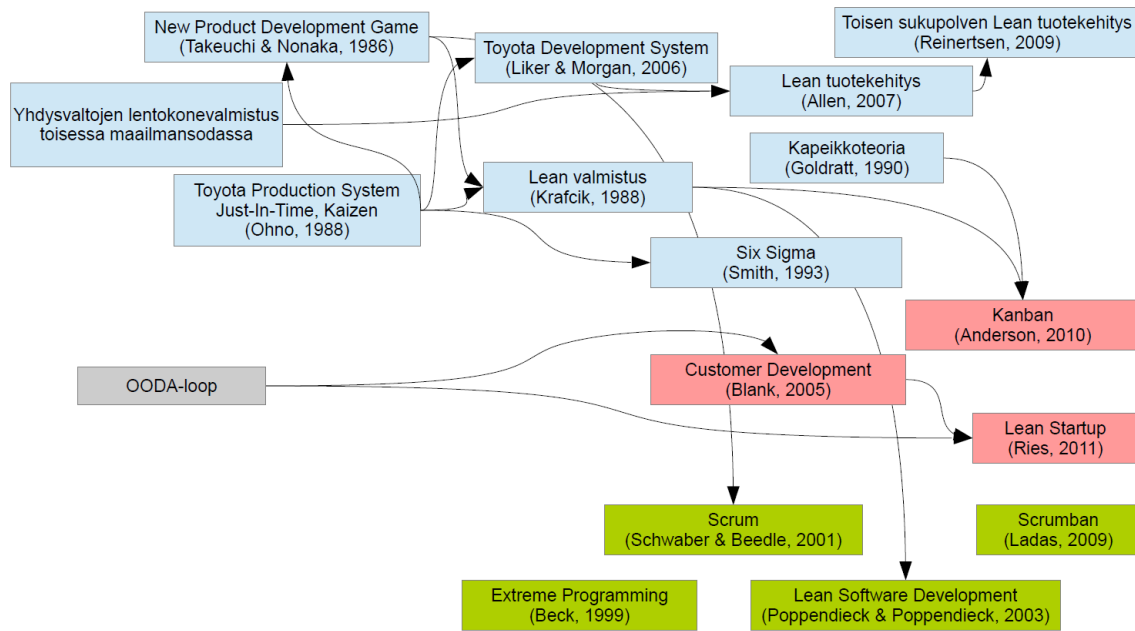 New Product Development Game
(Takeuchi & Nonaka, 1986)
Toyota Development System
(Liker & Morgan, 2006)
Toisen sukupolven Lean tuotekehitys
(Reinertsen, 2009)
Lean tuotekehitys
(Allen, 2007)
Yhdysvaltojen lentokonevalmistus
toisessa maailmansodassa
Kapeikkoteoria
(Goldratt, 1990)
Toyota Production System
Just-In-Time, Kaizen
(Ohno, 1988)
Lean valmistus
(Krafcik, 1988)
Six Sigma
(Smith, 1993)
Kanban
(Anderson, 2010)
OODA-loop
Customer Development
(Blank, 2005)
Lean Startup
(Ries, 2011)
Scrum
(Schwaber & Beedle, 2001)
Scrumban
(Ladas, 2009)
Extreme Programming
(Beck, 1999)
Lean Software Development
(Poppendieck & Poppendieck, 2003)